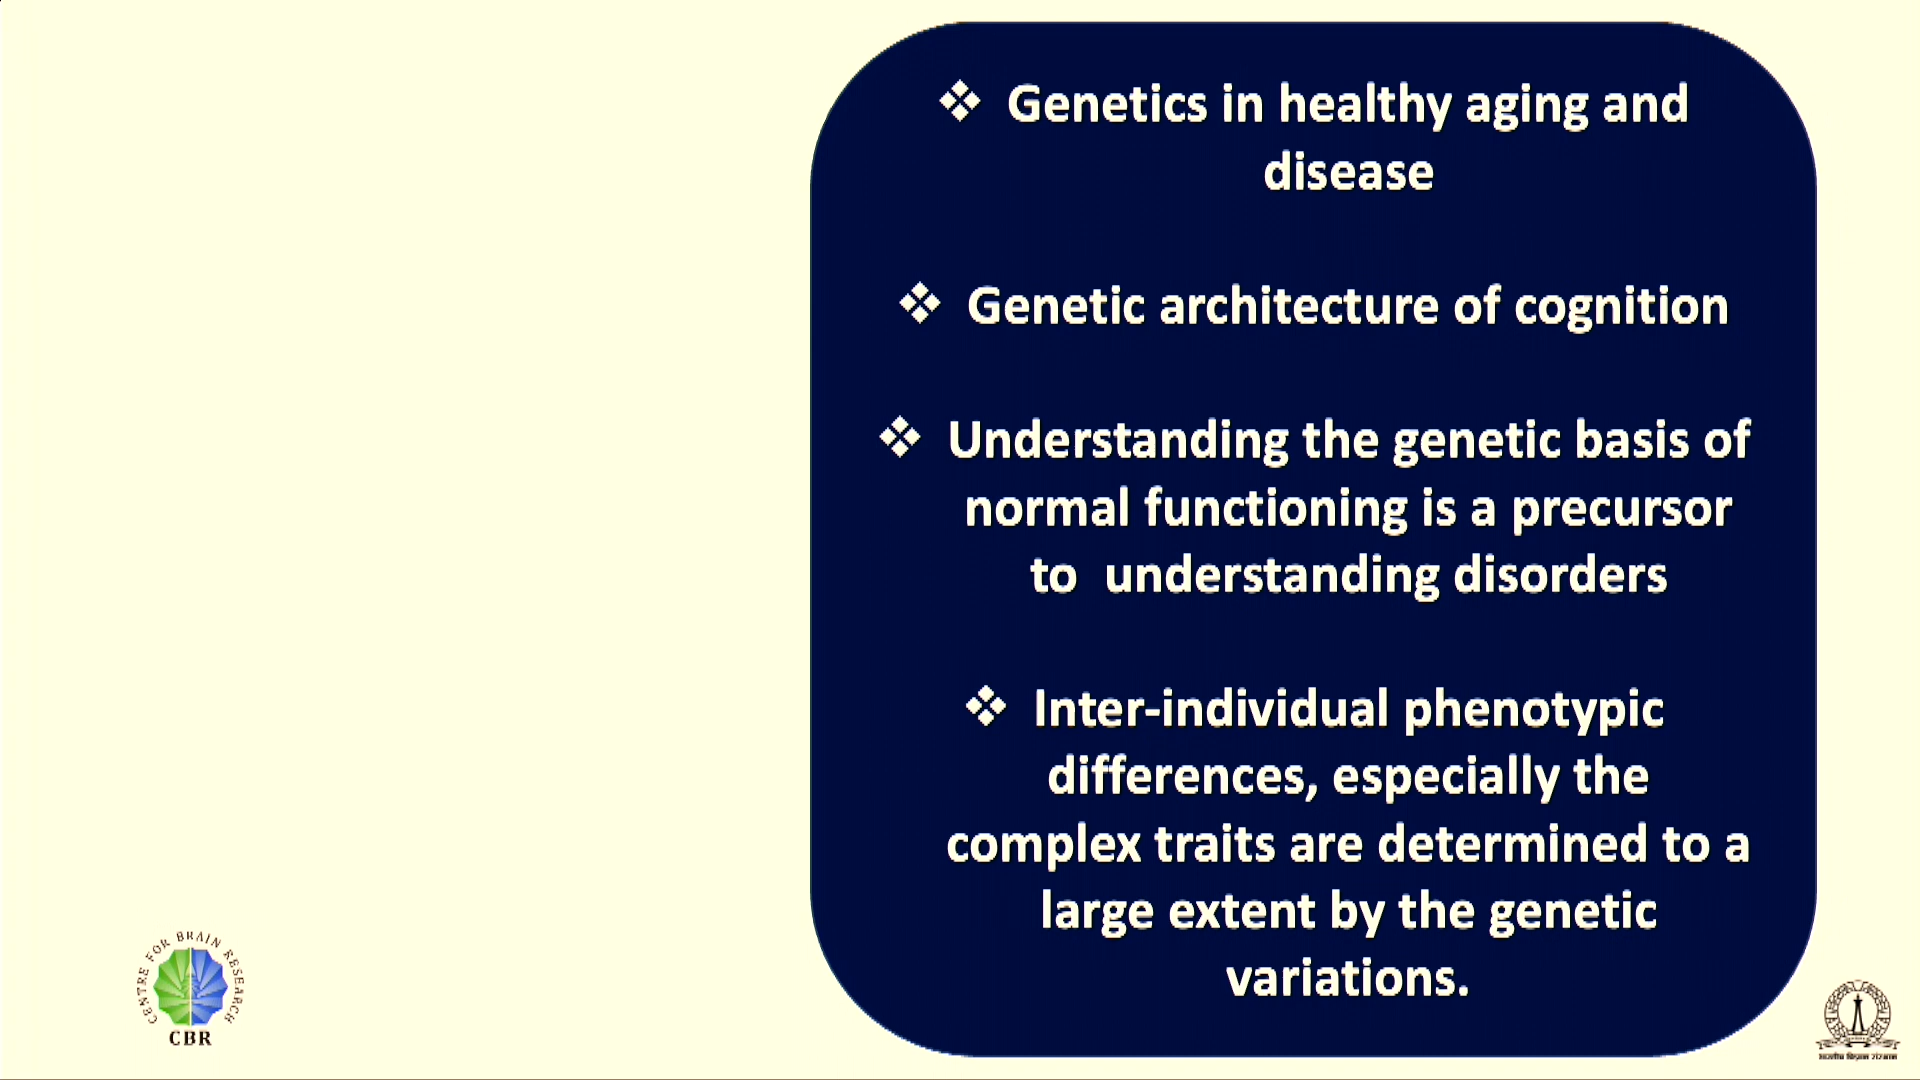 ❖ Genetics in healthy aging and
disease
❖ Genetic architecture of cognition
❖ Understanding the genetic basis of
normal functioning is a precursor
to understanding disorders
❖ Inter-individual phenotypic
differences, especially the
complex traits are determined to a
large extent by the genetic
variations.
CENTRE FOR BRAIN RESEARCH
CBR
भारतीय विज्ञान संस्थान